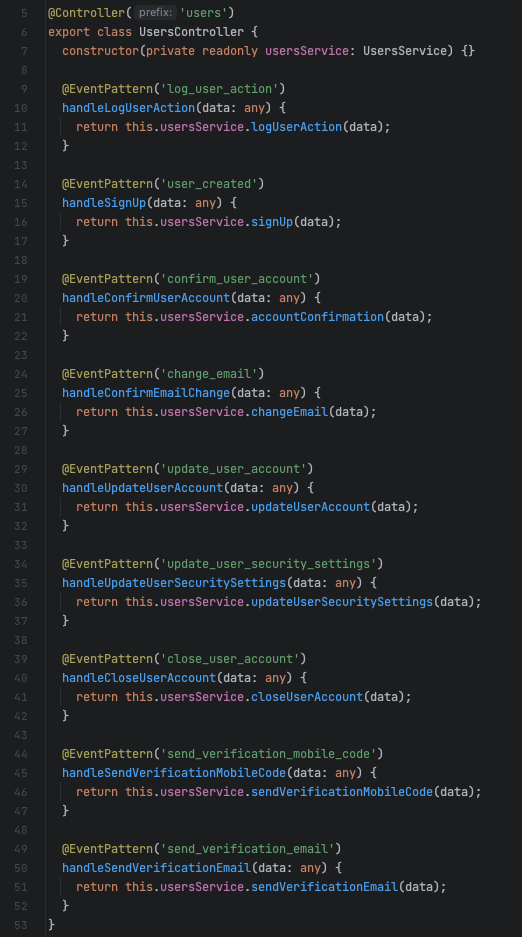 5 @Controller( prefix: 'users')
6 export class UsersController {
7   constructor(private readonly usersService: UsersService) {}
8
9   @EventPattern('log_user_action')
10   handleLogUserAction(data: any) {
11     return this.usersService.logUserAction(data);
12   }
13
14   @EventPattern('user_created')
15   handleSignUp(data: any) {
16     return this.usersService.signUp(data);
17   }
18
19   @EventPattern('confirm_user_account')
20   handleConfirmUserAccount(data: any) {
21     return this.usersService.accountConfirmation(data);
22   }
23
24   @EventPattern('change_email')
25   handleConfirmEmailChange(data: any) {
26     return this.usersService.changeEmail(data);
27   }
28
29   @EventPattern('update_user_account')
30   handleUpdateUserAccount(data: any) {
31     return this.usersService.updateUserAccount(data);
32   }
33
34   @EventPattern('update_user_security_settings')
35   handleUpdateUserSecuritySettings(data: any) {
36     return this.usersService.updateUserSecuritySettings(data);
37   }
38
39   @EventPattern('close_user_account')
40   handleCloseUserAccount(data: any) {
41     return this.usersService.closeUserAccount(data);
42   }
43
44   @EventPattern('send_verification_mobile_code')
45   handleSendVerificationMobileCode(data: any) {
46     return this.usersService.sendVerificationMobileCode(data);
47   }
48
49   @EventPattern('send_verification_email')
50   handleSendVerificationEmail(data: any) {
51     return this.usersService.sendVerificationEmail(data);
52   }
53 }